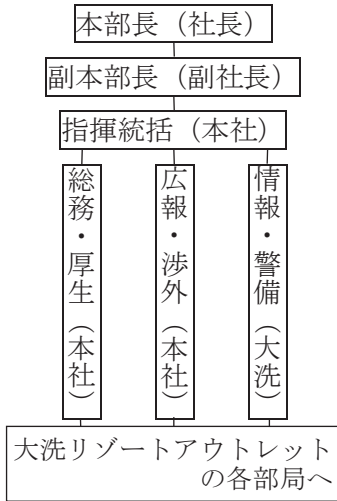 本部長（社長）
副本部長（副社長）
指揮統括（本社）
総務・厚生（本社）
広報・渉外（本社）
情報・警備（大洗）
大洗リゾートアウトレット
の各部局へ